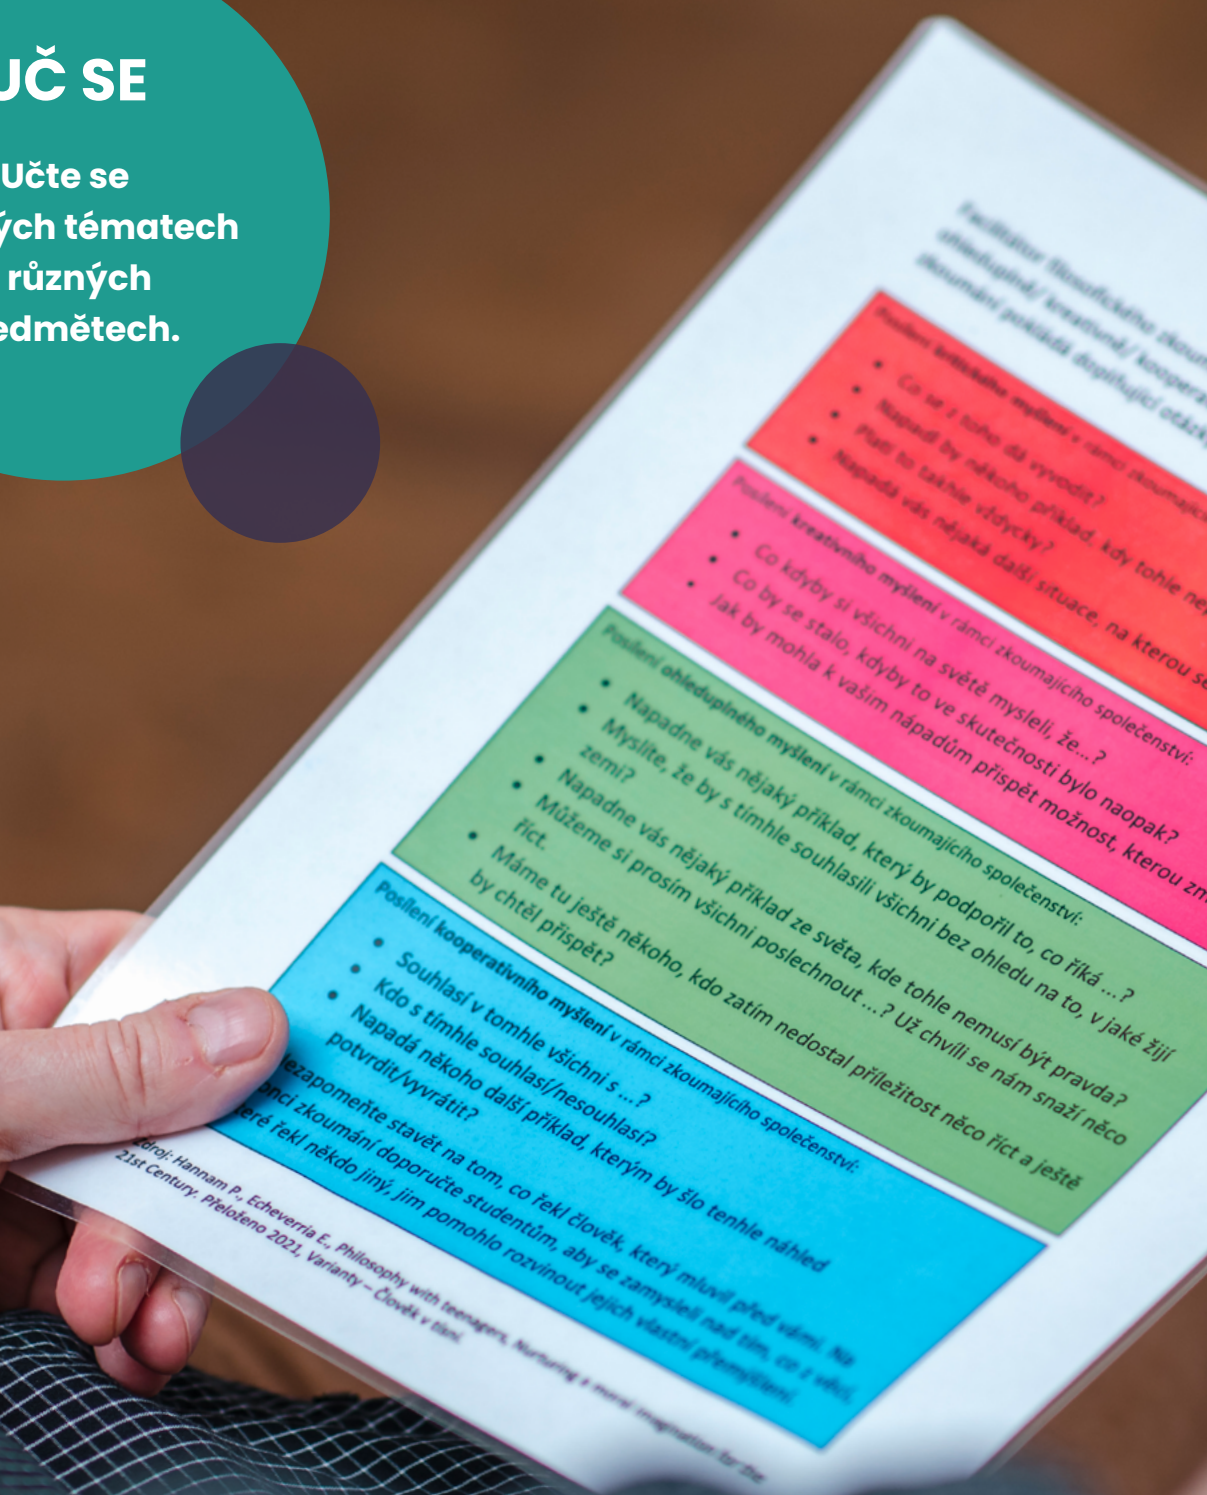 UČ SE
Učte se
ých tématech
různých
edmětech.
Facilitátor filosofického zkoum
ohleduplné/ kreativné/ koopera
zkoumání pokládá doplňující otázky
Posílení kritického myšlení v rámci zkoumajícího
Co se z toho dá vyvodit?
Napadl by někoho příklad, kdy tohle nep
Platí to takhle vždycky?
Napadá vás nějaká další situace, na kterou se
Posílení kreativního myšlení v rámci zkoumajícího společenství:
Co kdyby si všichni na světě mysleli, že...?
Co by se stalo, kdyby to ve skutečnosti bylo naopak?
Jak by mohla k vašim nápadům přispět možnost, kterou zm
Posílení ohleduplného myšlení v rámci zkoumajícího společenství:
Napadne vás nějaký příklad, který by podpořil to, co říká ...?
Myslíte, že by s tímhle souhlasili všichni bez ohledu na to, v jaké žijí
zemi?
Napadne vás nějaký příklad ze světa, kde tohle nemusí být pravda?
Můžeme si prosím všichni poslechnout ...? Už chvíli se nám snaží něco
říct.
Máme tu ještě někoho, kdo zatím nedostal příležitost něco říct a ještě
by chtěl přispět?
Posílení kooperativního myšlení v rámci zkoumajícího společenství:
Souhlasí v tomhle všichni s ...?
Kdo s tímhle souhlasí/nesouhlasí?
Napadá někoho další příklad, kterým by šlo tenhle náhled
potvrdit/vyvrátit?
ezapomeňte stavět na tom, co řekl člověk, který mluvil před vámi. Na
onci zkoumání doporučte studentům, aby se zamysleli nad tím, co z věcí,
teré řekl někdo jiný, jim pomohlo rozvinout jejich vlastní přemýšlení.
Zdroj: Hannam P., Echeverria E., Philosophy with teenagers, Nurturing a moral imagination for the
21st Century. Přeloženo 2021, Varianty – Člověk v tísni.